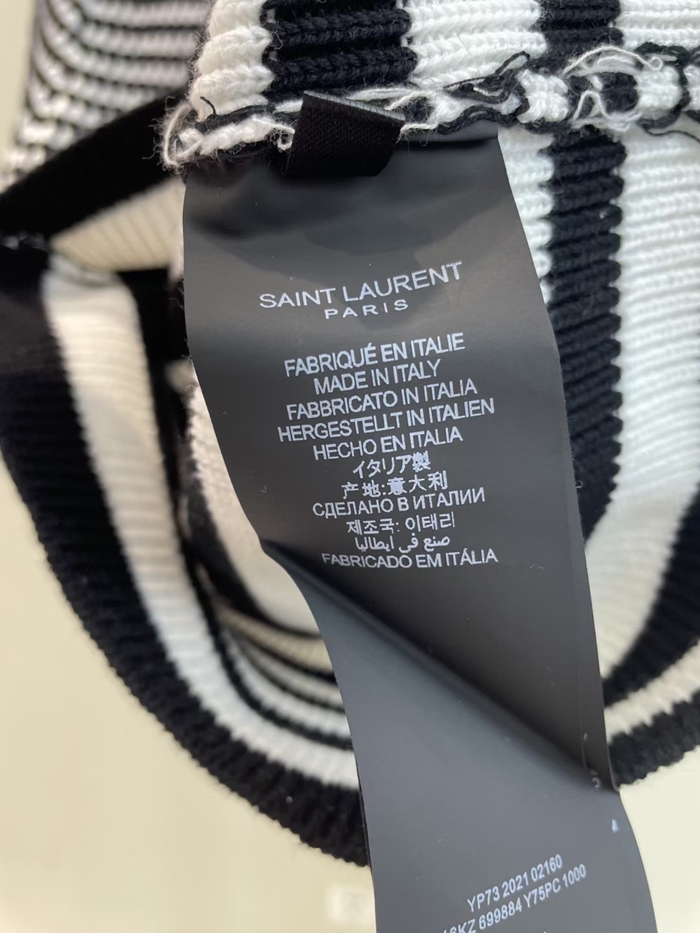 SAINT LAURENT
PARIS
FABRIQUÉ EN ITALIE
MADE IN ITALY
FABBRICATO IN ITALIA
HERGESTELLT IN ITALIEN
HECHO EN ITALIA
イタリア製
产地:意大利
СДЕЛАНО В ИТАЛИИ
제조국: 이태리
صنع في ايطاليا
FABRICADO EM ITÁLIA
YP73 2021 02160
699884 Y75PC 1000